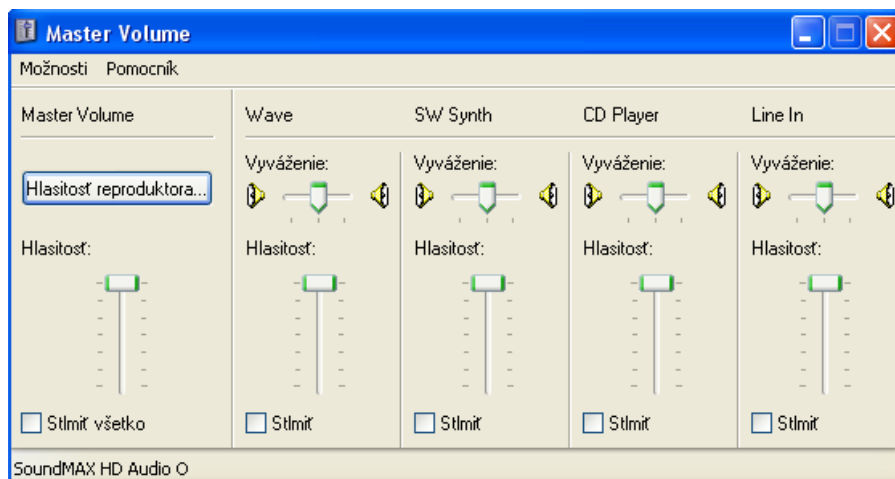 Master Volume
Možnosti Pomocník
Master Volume Wave SW Synth CD Player Line In
Vyváženie: Vyváženie: Vyváženie: Vyváženie:
Hlasitosť reproduktora...
Hlasitosť: Hlasitosť: Hlasitosť: Hlasitosť: Hlasitosť:
Stlmiť všetko Stlmiť Stlmiť Stlmiť Stlmiť
SoundMAX HD Audio O